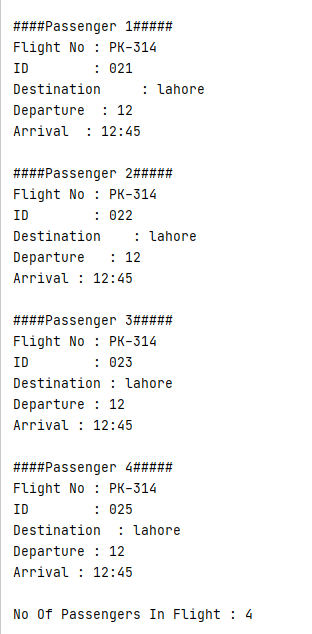 ####Passenger 1#####
Flight No : PK-314
ID        : 021
Destination     : lahore
Departure  : 12
Arrival  : 12:45

####Passenger 2#####
Flight No : PK-314
ID        : 022
Destination    : lahore
Departure   : 12
Arrival : 12:45

####Passenger 3#####
Flight No : PK-314
ID        : 023
Destination : lahore
Departure : 12
Arrival : 12:45

####Passenger 4#####
Flight No : PK-314
ID        : 025
Destination  : lahore
Departure : 12
Arrival : 12:45

No Of Passengers In Flight : 4